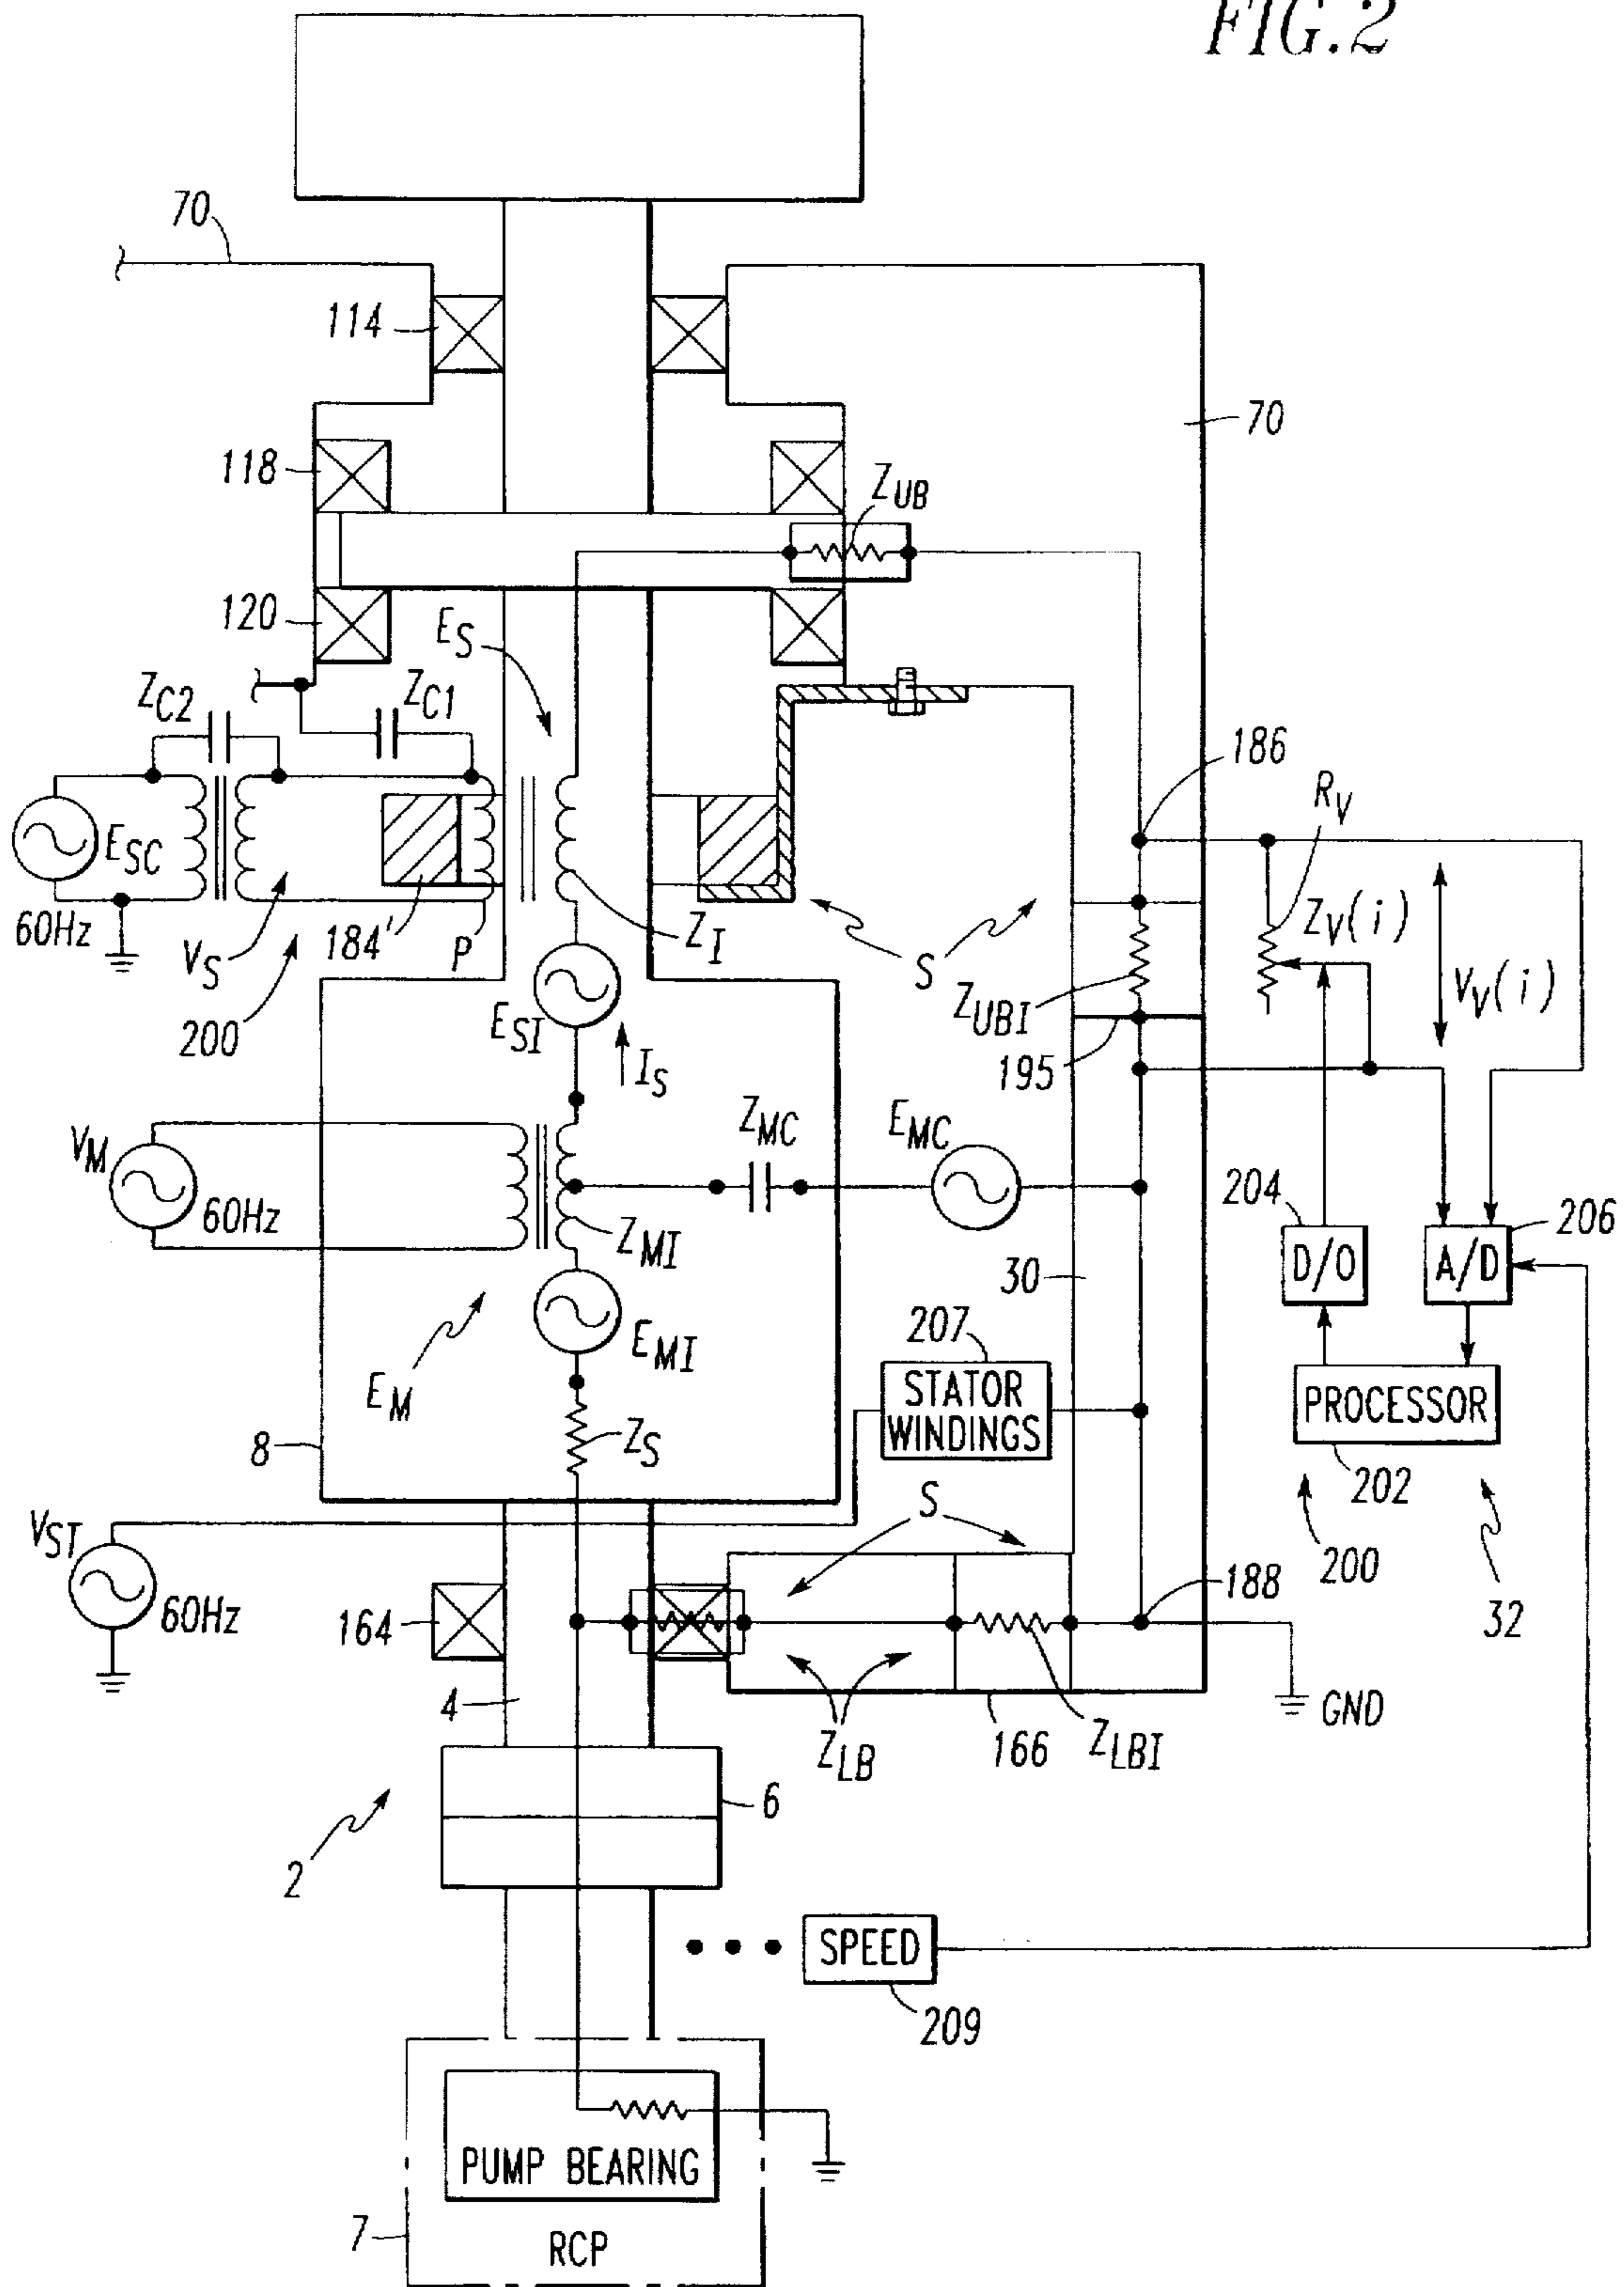 FIG. 2
70
114
70
118
Z_UB
120
E_S
Z_C2
Z_C1
186
R_V
E_SC
Z_V(i)
60Hz
V_S
184'
P
Z_I
S
V_V(i)
200
E_SI
Z_UBI
195
I_S
V_M
Z_MC
E_MC
60Hz
204
206
Z_MI
30
D/O
A/D
E_MI
207
E_M
STATOR
WINDINGS
PROCESSOR
8
Z_S
202
S
V_ST
200
188
60Hz
164
32
4
Z_LB
166
Z_LBI
GND
6
2
SPEED
209
PUMP BEARING
7
RCP